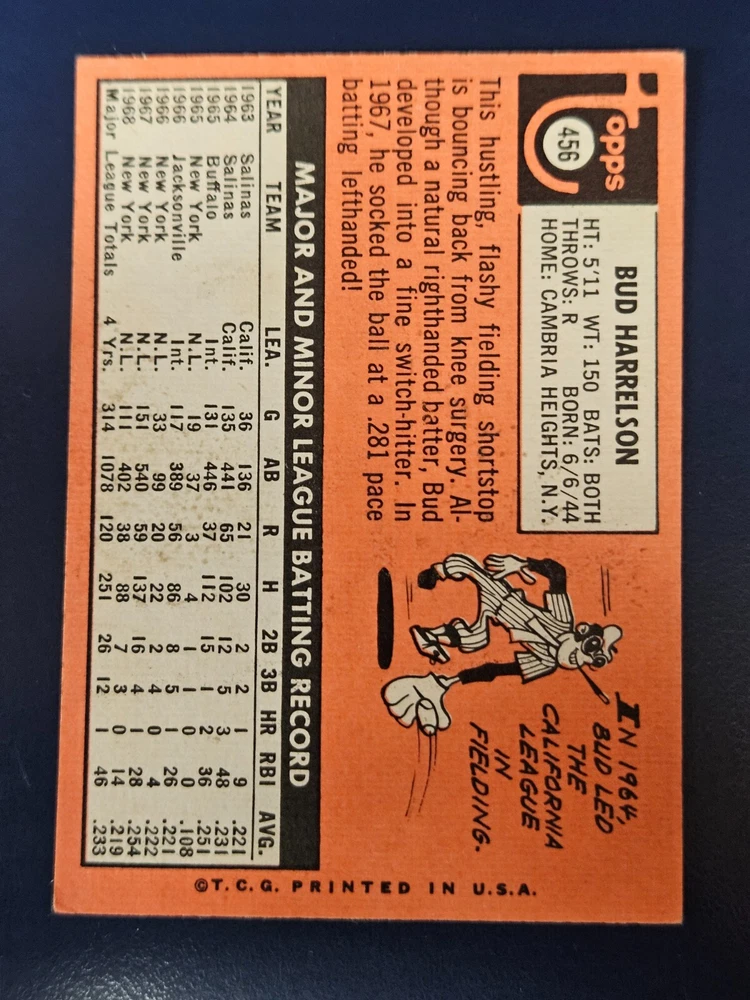 Topps
456
BUD HARRELSON
HT: 5'11 WT: 150 BATS: BOTH
THROWS: R BORN: 6/6/44
HOME: CAMBRIA HEIGHTS, N.Y.
This hustling, flashy fielding shortstop
is bouncing back from knee surgery. Al-
though a natural righthanded batter, Bud
developed into a fine switch-hitter. In
1967, he socked the ball at a .281 pace
batting lefthanded!
IN 1964,
BUD LED
THE
CALIFORNIA
LEAGUE
IN
FIELDING.
MAJOR AND MINOR LEAGUE BATTING RECORD
YEAR TEAM LEA. G AB R H 2B 3B HR RBI AVG.
1963 Salinas Calif. 36 136 21 30 2 2 1 9 .221
1964 Salinas Calif. 135 441 65 102 12 5 3 48 .231
1965 Buffalo Int. 131 446 37 112 15 1 2 36 .251
1965 New York N.L. 19 37 3 4 1 1 0 0 .108
1966 Jacksonville Int. 117 389 56 86 8 5 1 26 .221
1966 New York N.L. 33 99 20 22 2 4 0 4 .222
1967 New York N.L. 151 540 59 137 16 4 1 28 .254
1968 New York N.L. 111 402 38 88 7 3 0 14 .219
Major League Totals 4 Yrs. 314 1078 120 251 26 12 1 46 .233
©T.C.G. PRINTED IN U.S.A.